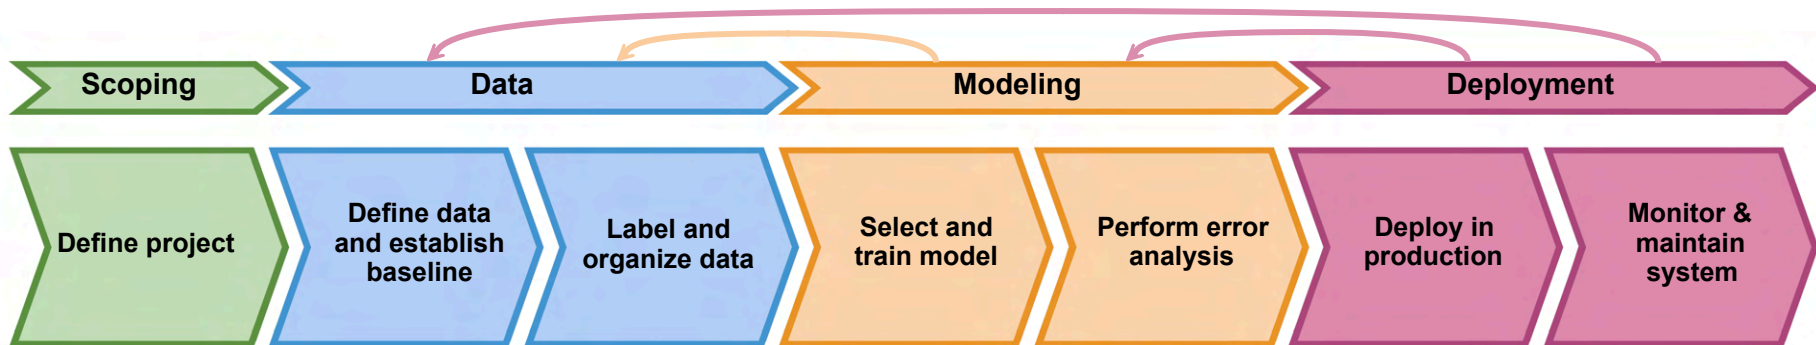 Scoping
Data
Modeling
Deployment
Define project
Define data
and establish
baseline
Label and
organize data
Select and
train model
Perform error
analysis
Deploy in
production
Monitor &
maintain
system